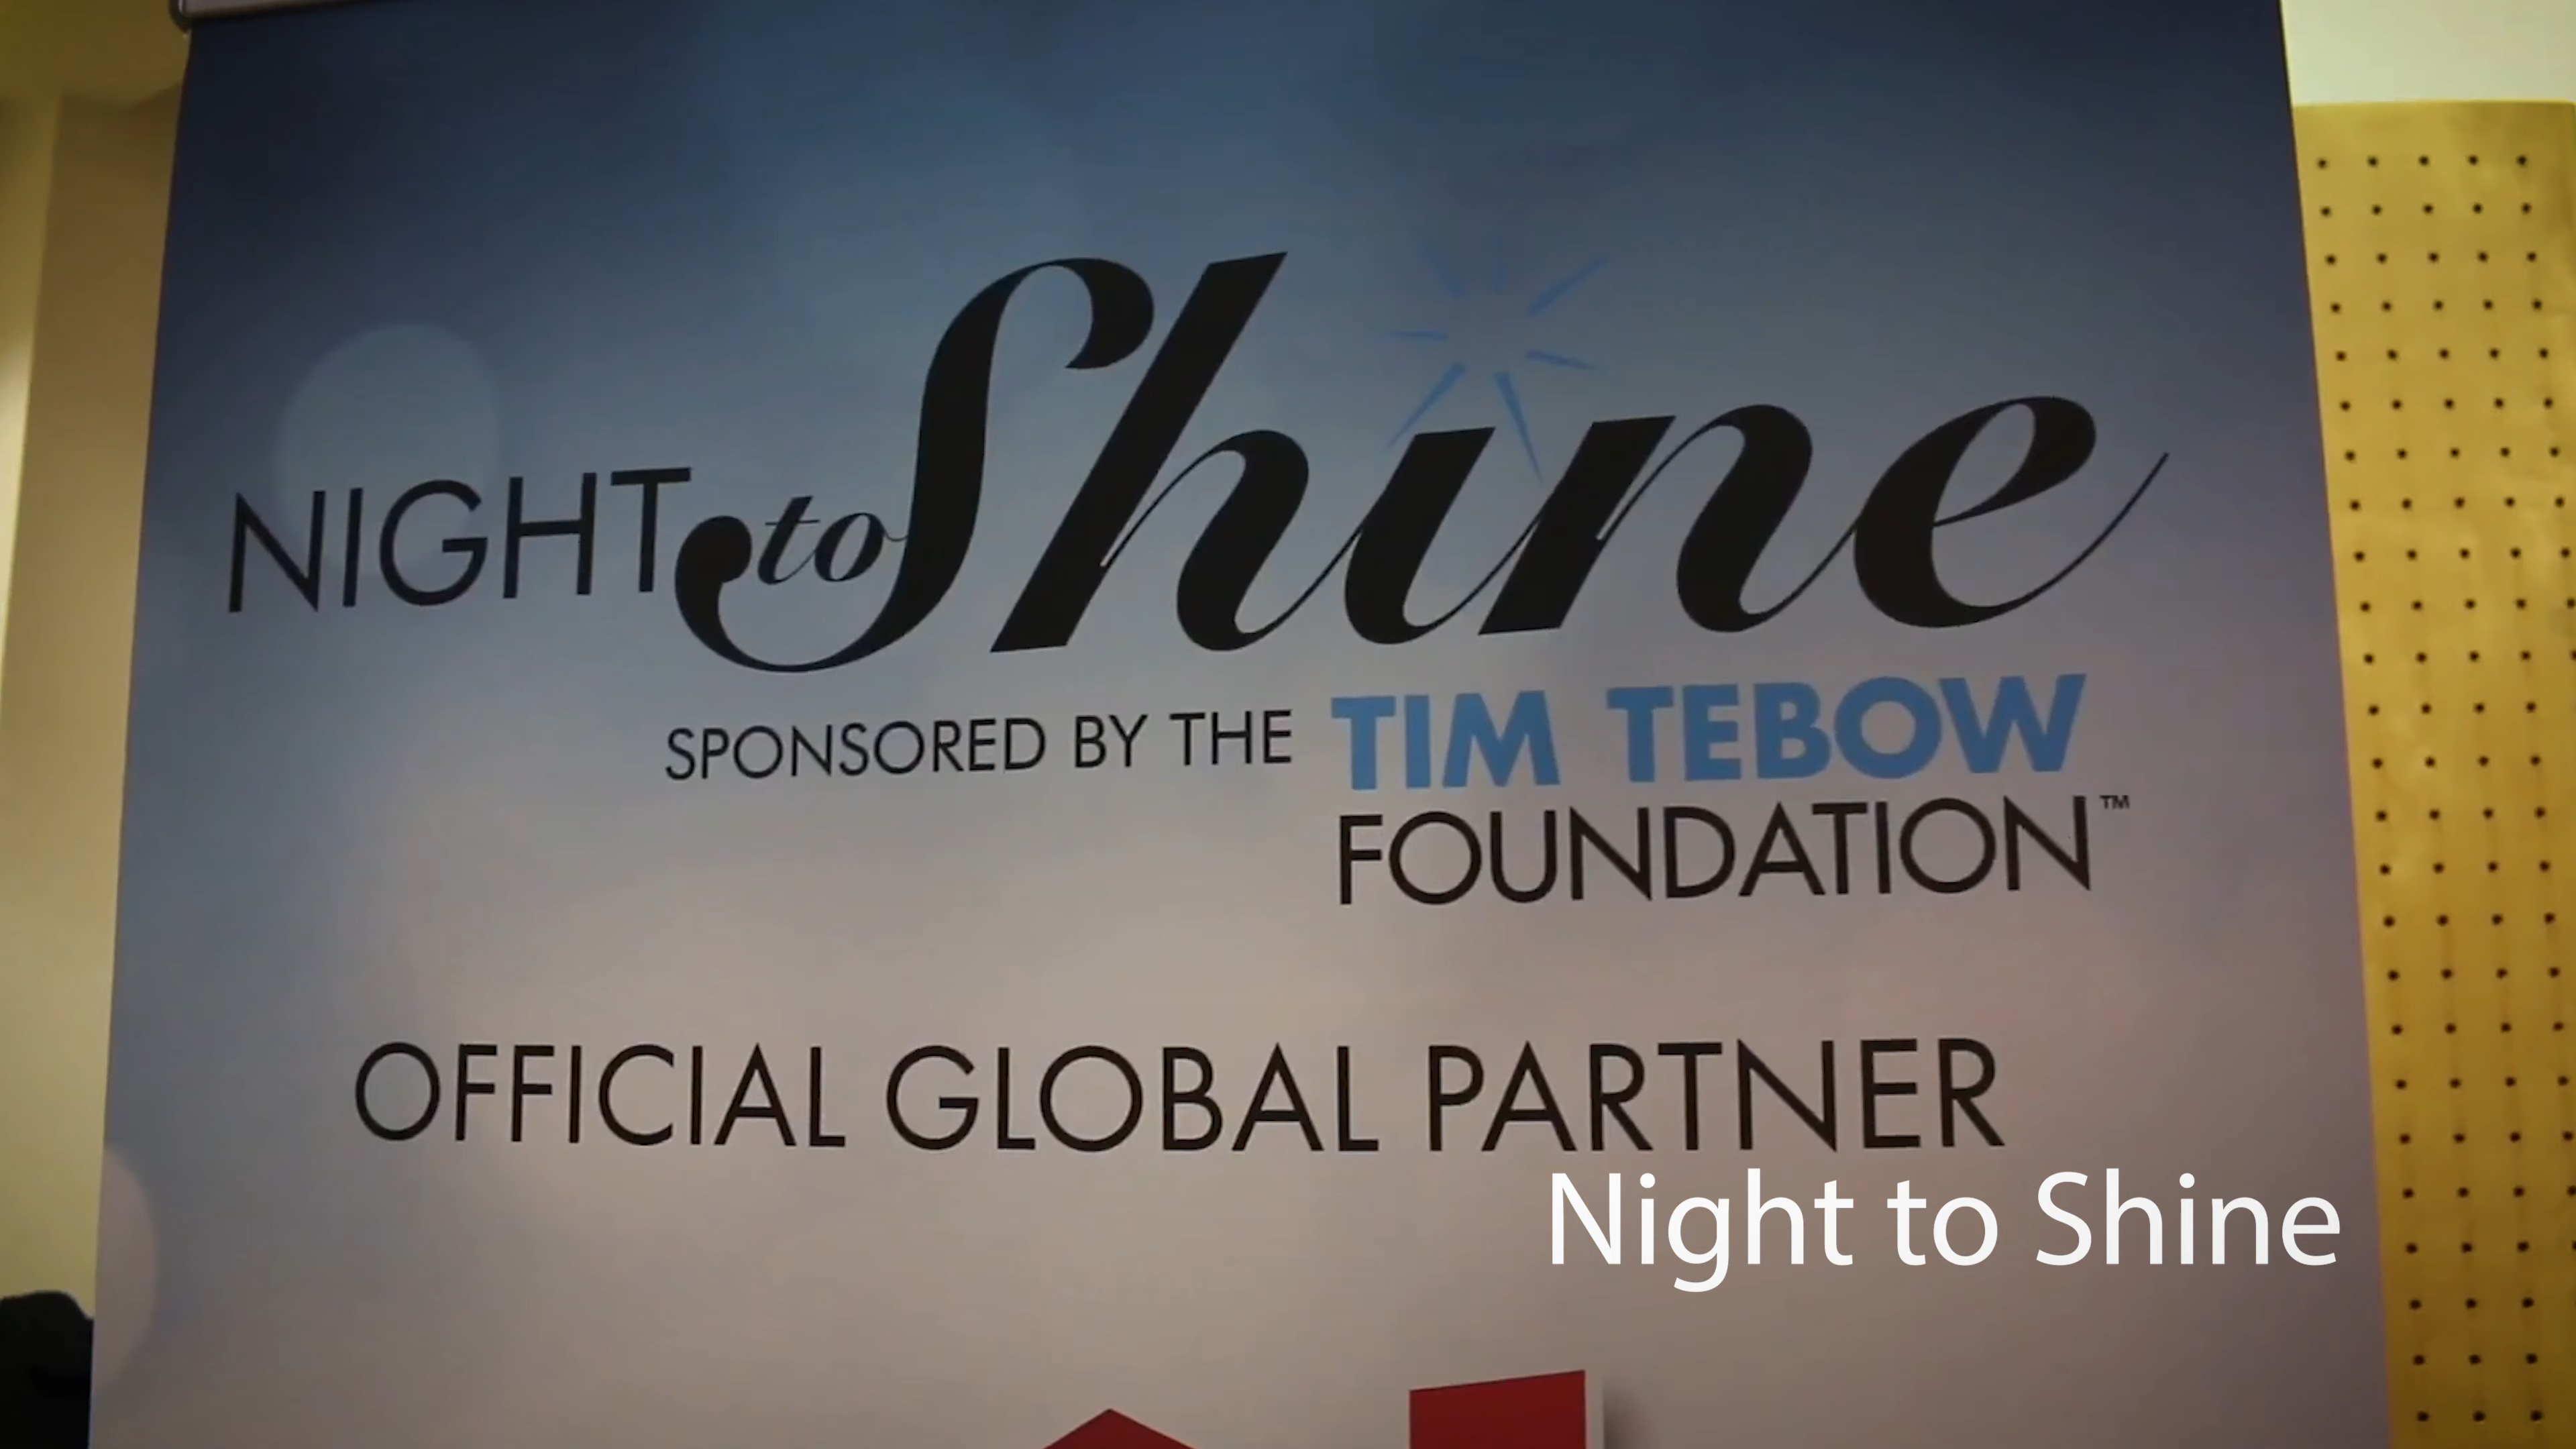 NIGHT to Shine
SPONSORED BY THE TIM TEBOW
FOUNDATION™
OFFICIAL GLOBAL PARTNER
Night to Shine